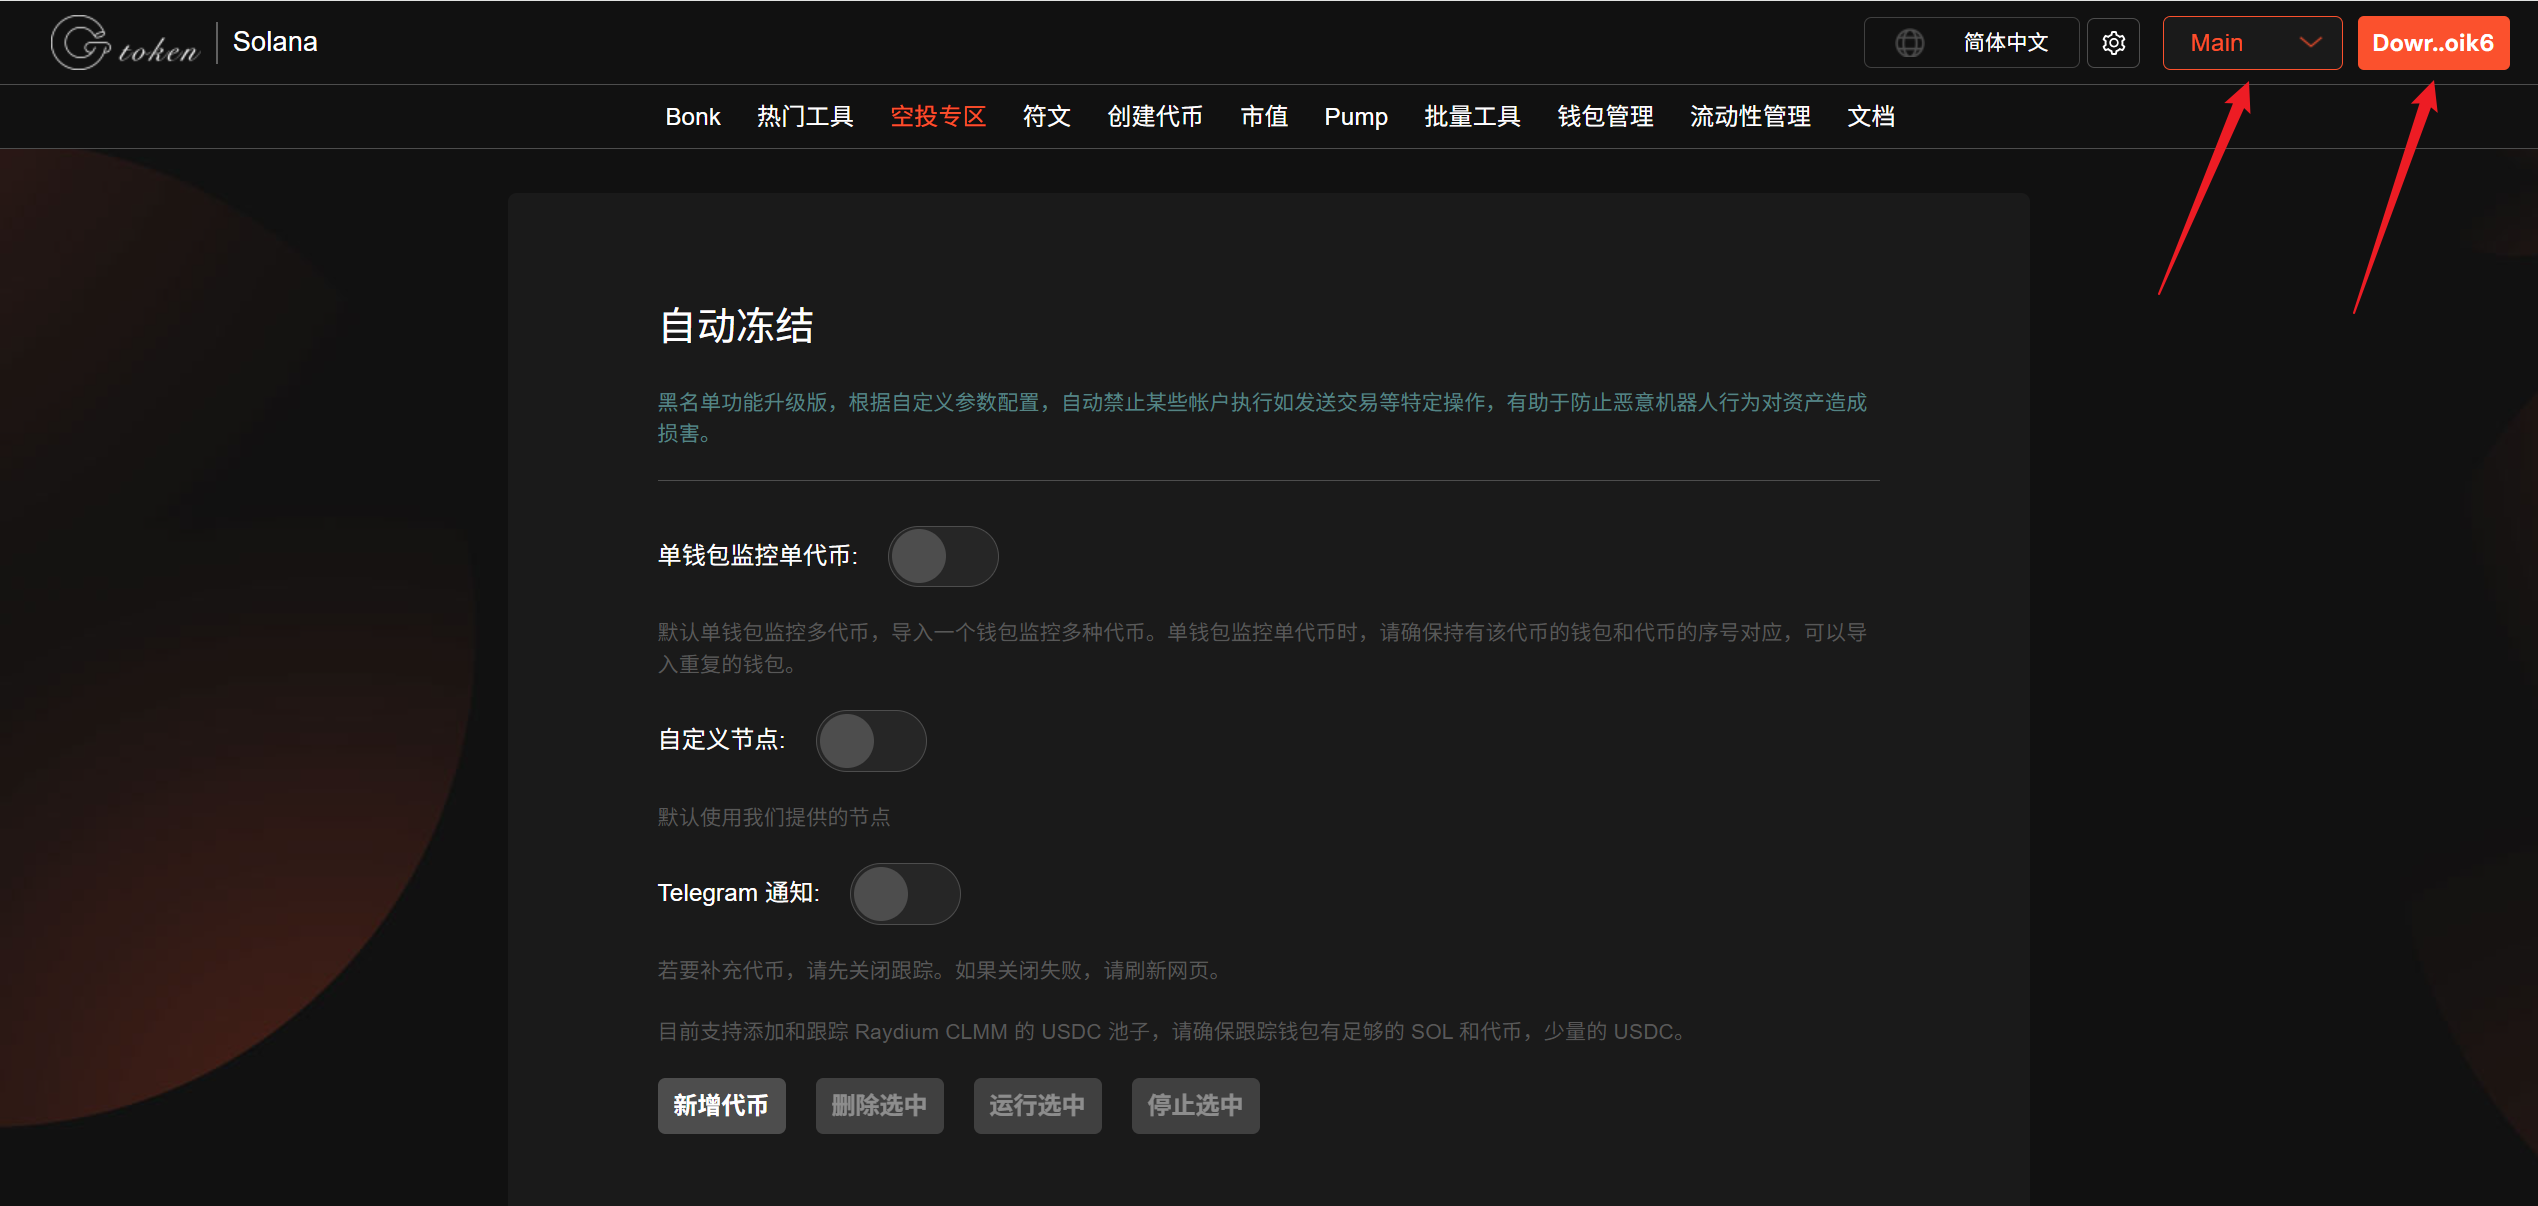 Gtoken
Solana
简体中文
Main
Dowr..oik6
Bonk 热门工具 空投专区 符文 创建代币 市值 Pump 批量工具 钱包管理 流动性管理 文档
自动冻结
黑名单功能升级版，根据自定义参数配置，自动禁止某些帐户执行如发送交易等特定操作，有助于防止恶意机器人行为对资产造成
损害。
单钱包监控单代币:
默认单钱包监控多代币，导入一个钱包监控多种代币。单钱包监控单代币时，请确保持有该代币的钱包和代币的序号对应，可以导
入重复的钱包。
自定义节点:
默认使用我们提供的节点
Telegram 通知:
若要补充代币，请先关闭跟踪。如果关闭失败，请刷新网页。
目前支持添加和跟踪 Raydium CLMM 的 USDC 池子，请确保跟踪钱包有足够的 SOL 和代币，少量的 USDC。
新增代币 删除选中 运行选中 停止选中